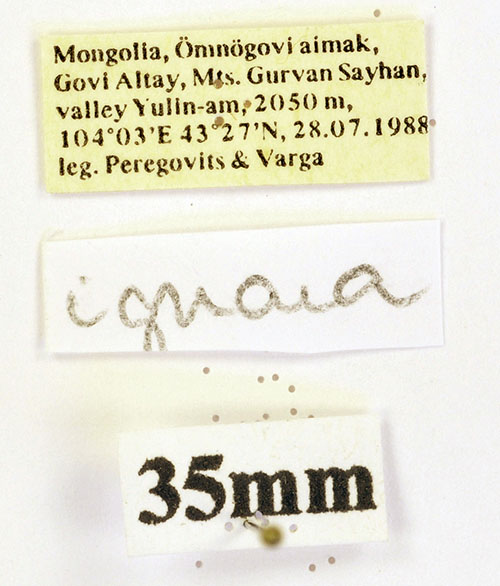 Mongolia, Ömnögovi aimak,
Govi Altay, Mts. Gurvan Sayhan,
valley Yulin-am, 2050 m,
104°03'E 43°27'N, 28.07.1988
leg. Peregovits & Varga
ignaia
35mm